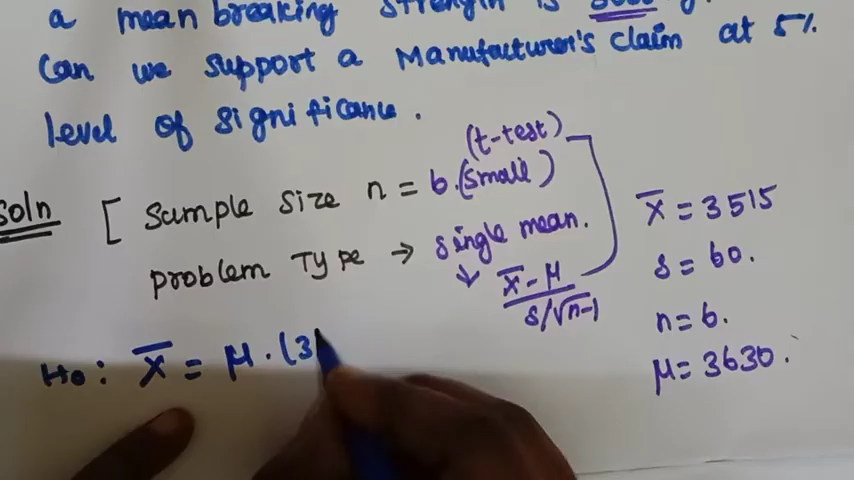 a mean breaking strength is
Can we support a Manufacturer's claim at 5%
level of significance.
(t-test)
Soln [ Sample size n = 6. (small)
problem Type → single mean.
x̄ - μ
s/√n-1
x̄ = 3515
s = 60.
n = 6.
μ = 3630.
H₀ : x̄ = μ . (3